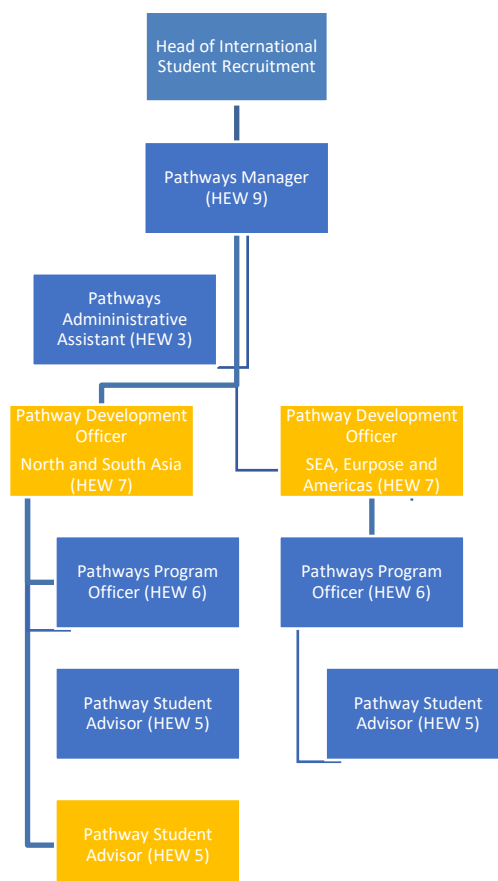 Head of International
Student Recruitment
Pathways Manager
(HEW 9)
Pathways
Admininistrative
Assistant (HEW 3)
Pathway Development
Officer
North and South Asia
(HEW 7)
Pathway Development
Officer
SEA, Eurpose and
Americas (HEW 7)
Pathways Program
Officer (HEW 6)
Pathways Program
Officer (HEW 6)
Pathway Student
Advisor (HEW 5)
Pathway Student
Advisor (HEW 5)
Pathway Student
Advisor (HEW 5)